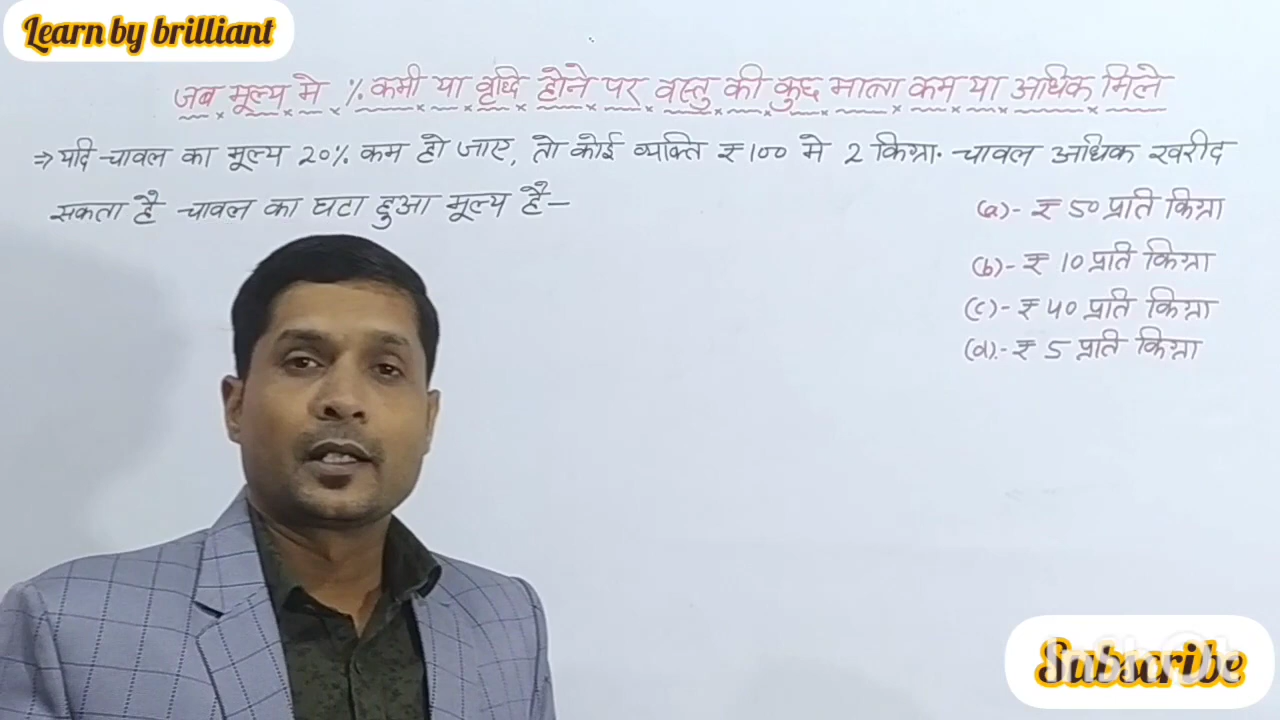 Learn by brilliant
जब मूल्य मे % कमी या वृद्धि होने पर वस्तु की कुछ मात्रा कम या अधिक मिले
⇒ यदि चावल का मूल्य 20% कम हो जाए, तो कोई व्यक्ति ₹100 मे 2 किग्रा. चावल अधिक खरीद
सकता है चावल का घटा हुआ मूल्य है-
(a)- ₹ 50 प्रति किग्रा
(b)- ₹ 10 प्रति किग्रा
(c)- ₹ 40 प्रति किग्रा
(d).- ₹ 5 प्रति किग्रा
Subscribe